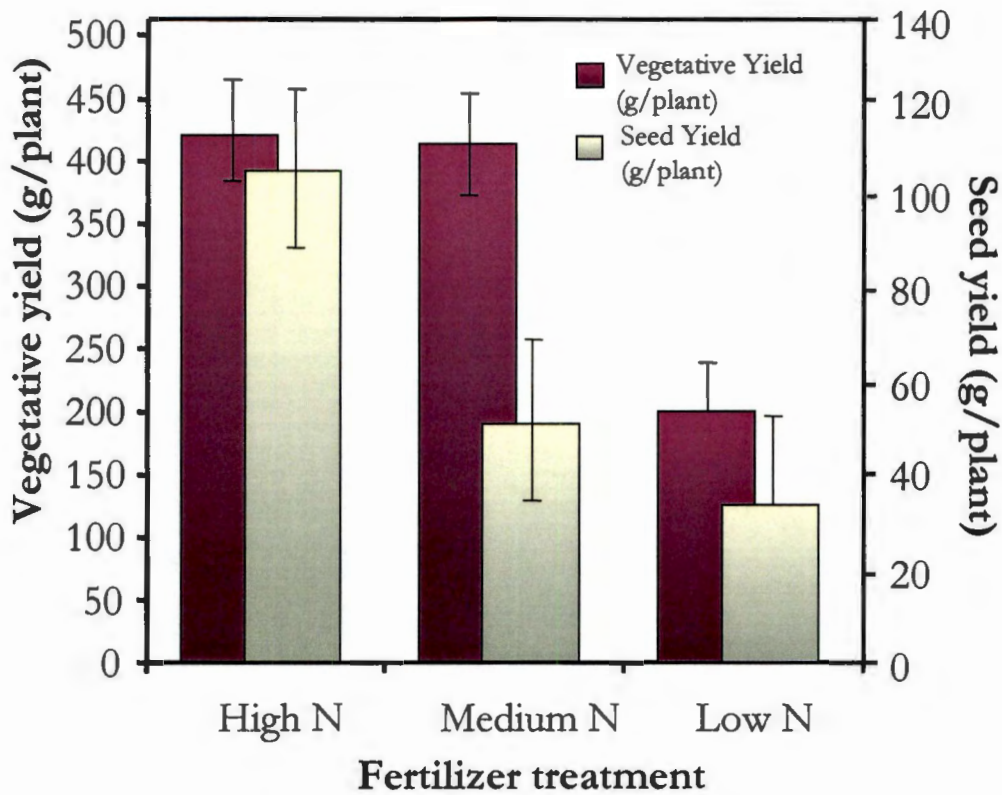 Vegetative yield (g/plant)
500
450
400
350
300
250
200
150
100
50
0
Vegetative Yield
(g/plant)
Seed Yield
(g/plant)
140
120
100
80
60
40
20
0
Seed yield (g/plant)
High N
Medium N
Low N
Fertilizer treatment